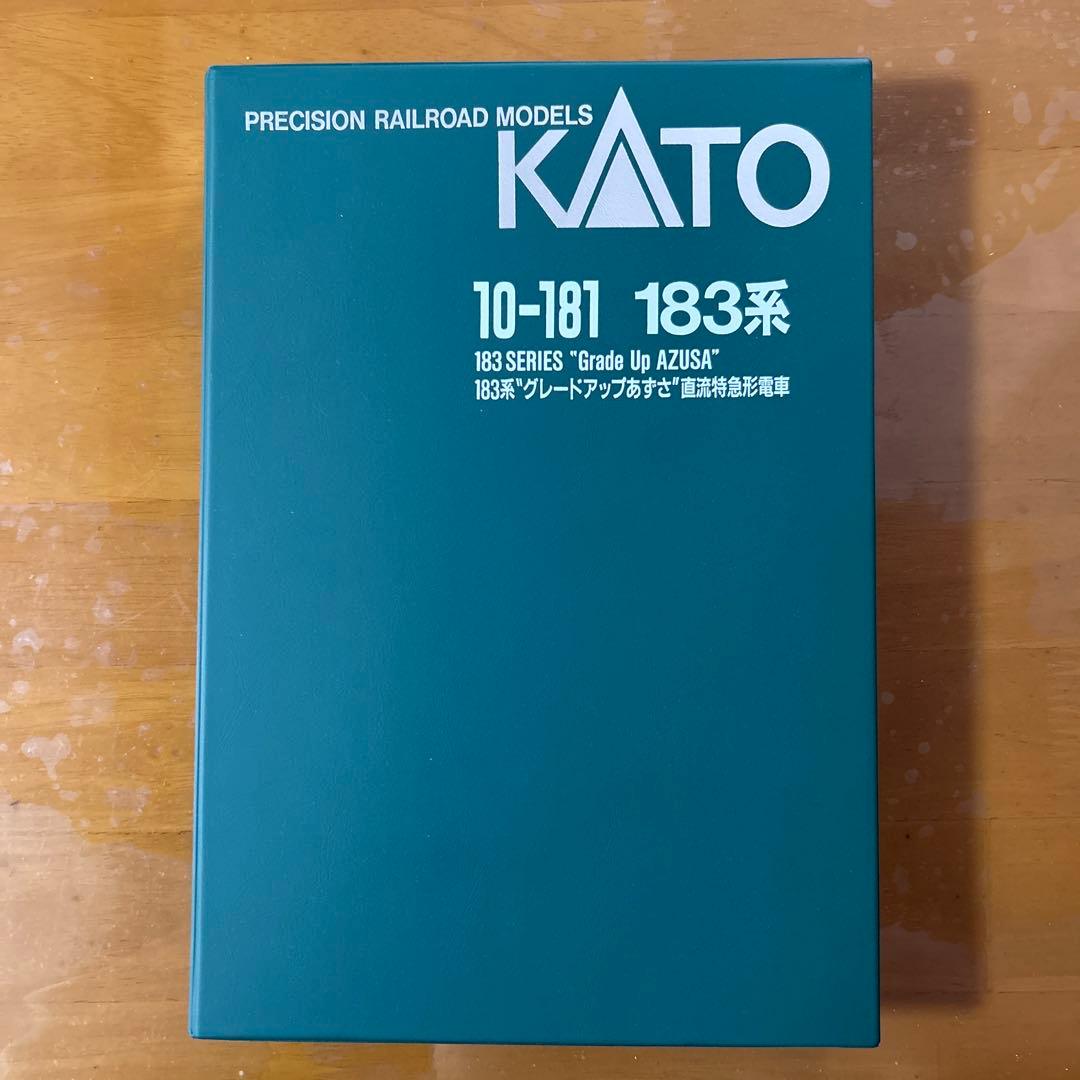 PRECISION RAILROAD MODELS
KATO
10-181 183系
183 SERIES "Grade Up AZUSA"
183系"グレードアップあずさ"直流特急形電車